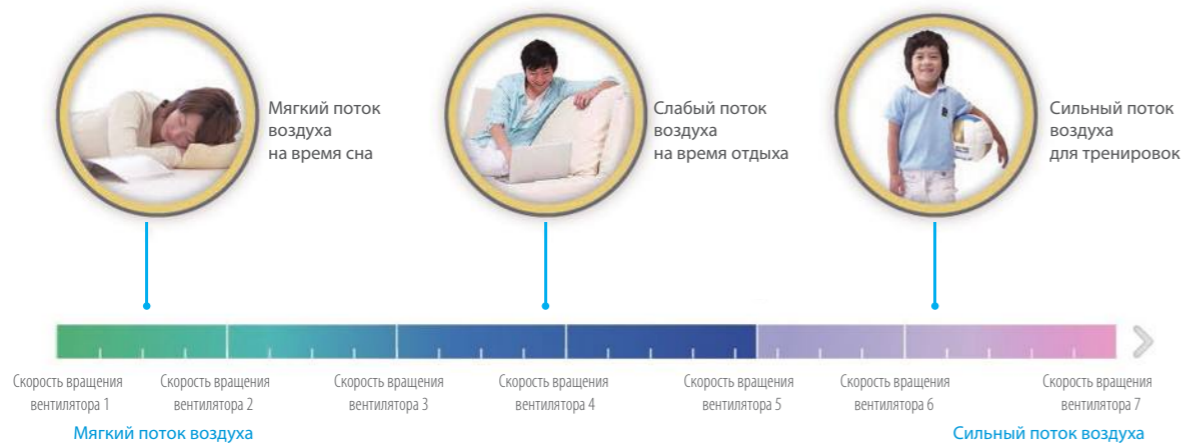 Мягкий поток
воздуха
на время сна
Слабый поток
воздуха
на время отдыха
Сильный поток
воздуха
для тренировок
Скорость вращения
вентилятора 1
Скорость вращения
вентилятора 2
Скорость вращения
вентилятора 3
Скорость вращения
вентилятора 4
Скорость вращения
вентилятора 5
Скорость вращения
вентилятора 6
Скорость вращения
вентилятора 7
Мягкий поток воздуха
Сильный поток воздуха